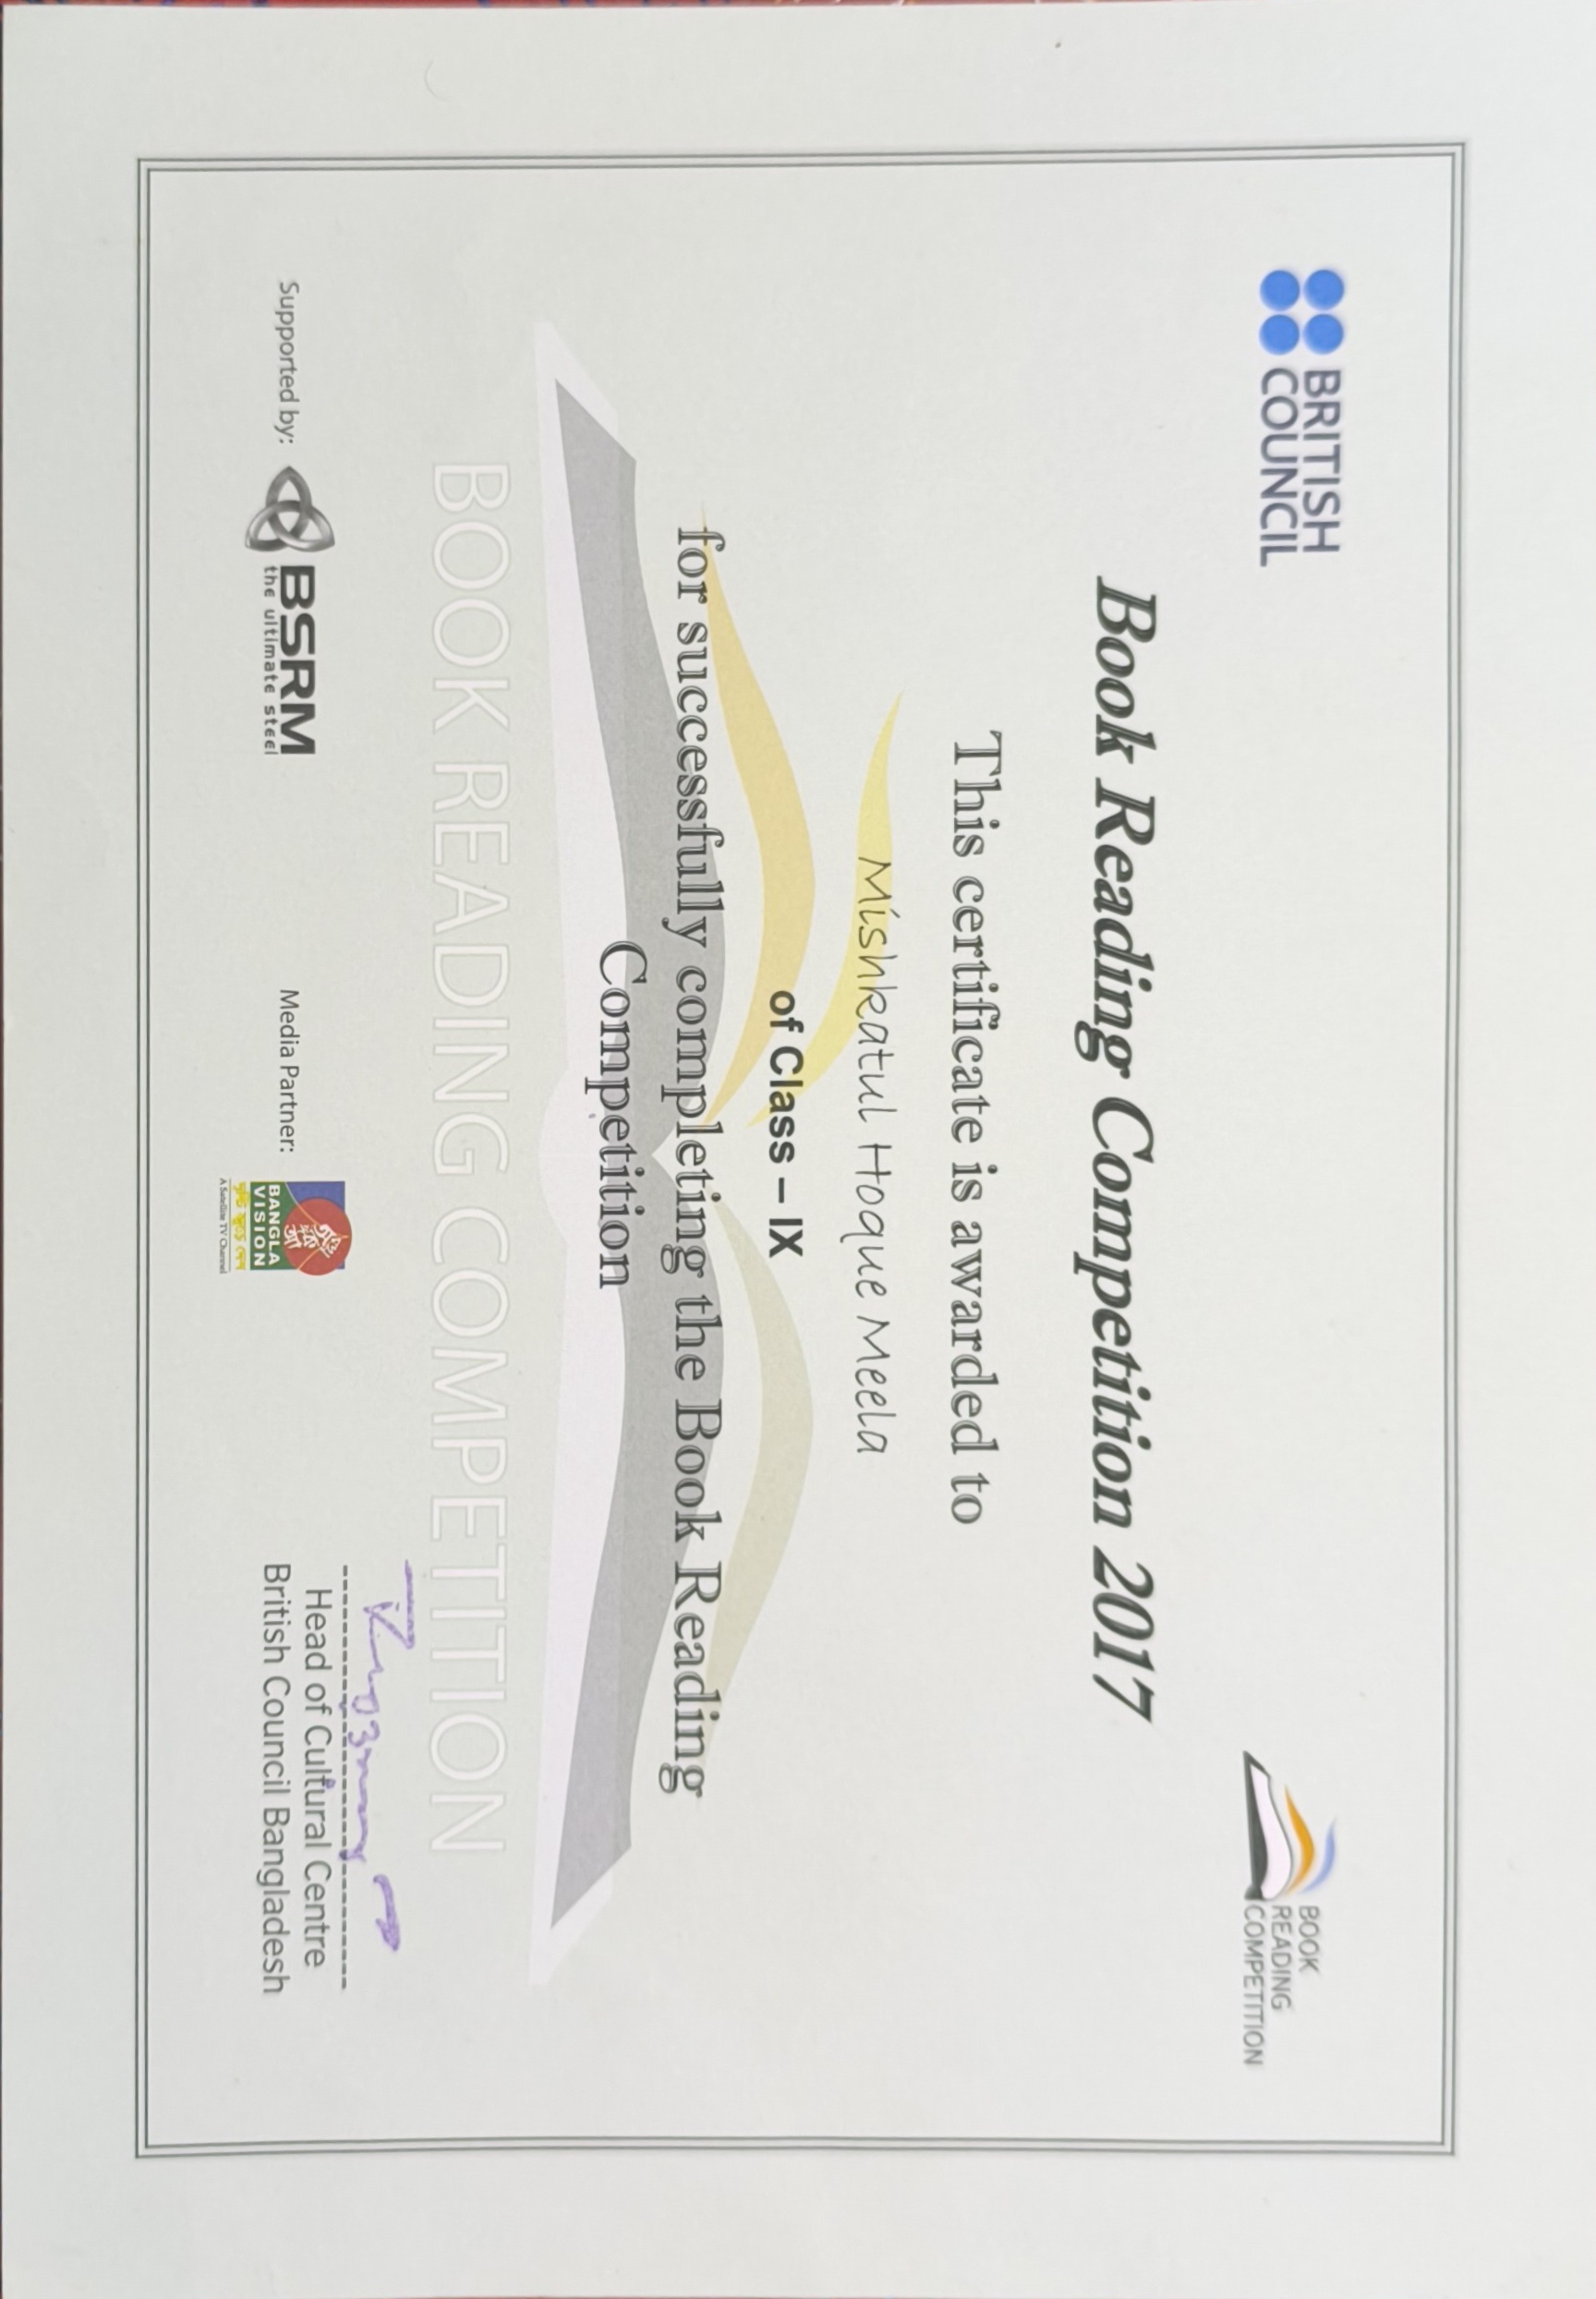 BRITISH
COUNCIL
BOOK
READING
COMPETITION
Book Reading Competition 2017
This certificate is awarded to
Mishkatul Hoque Meela
of Class – IX
for successfully completing the Book Reading
Competition
BOOK READING COMPETITION
Supported by:
BSRM
the ultimate steel
Media Partner:
BANGLA
VISION
দৃষ্টি জুড়ে দেশ
A Satellite TV Channel
Head of Cultural Centre
British Council Bangladesh